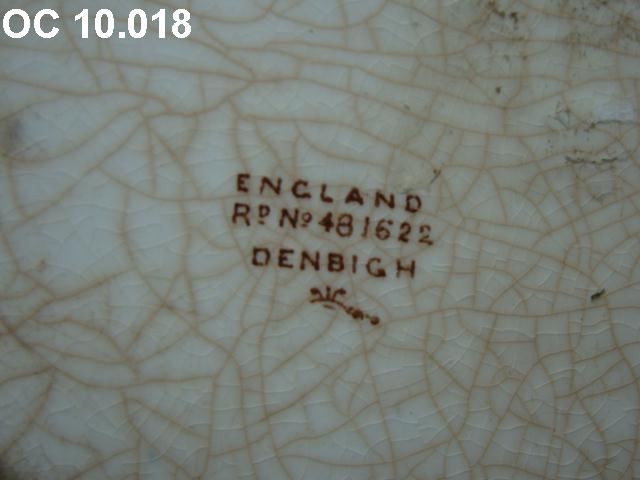 OC 10.018
ENGLAND
Rᴰ Nº 481622
DENBIGH